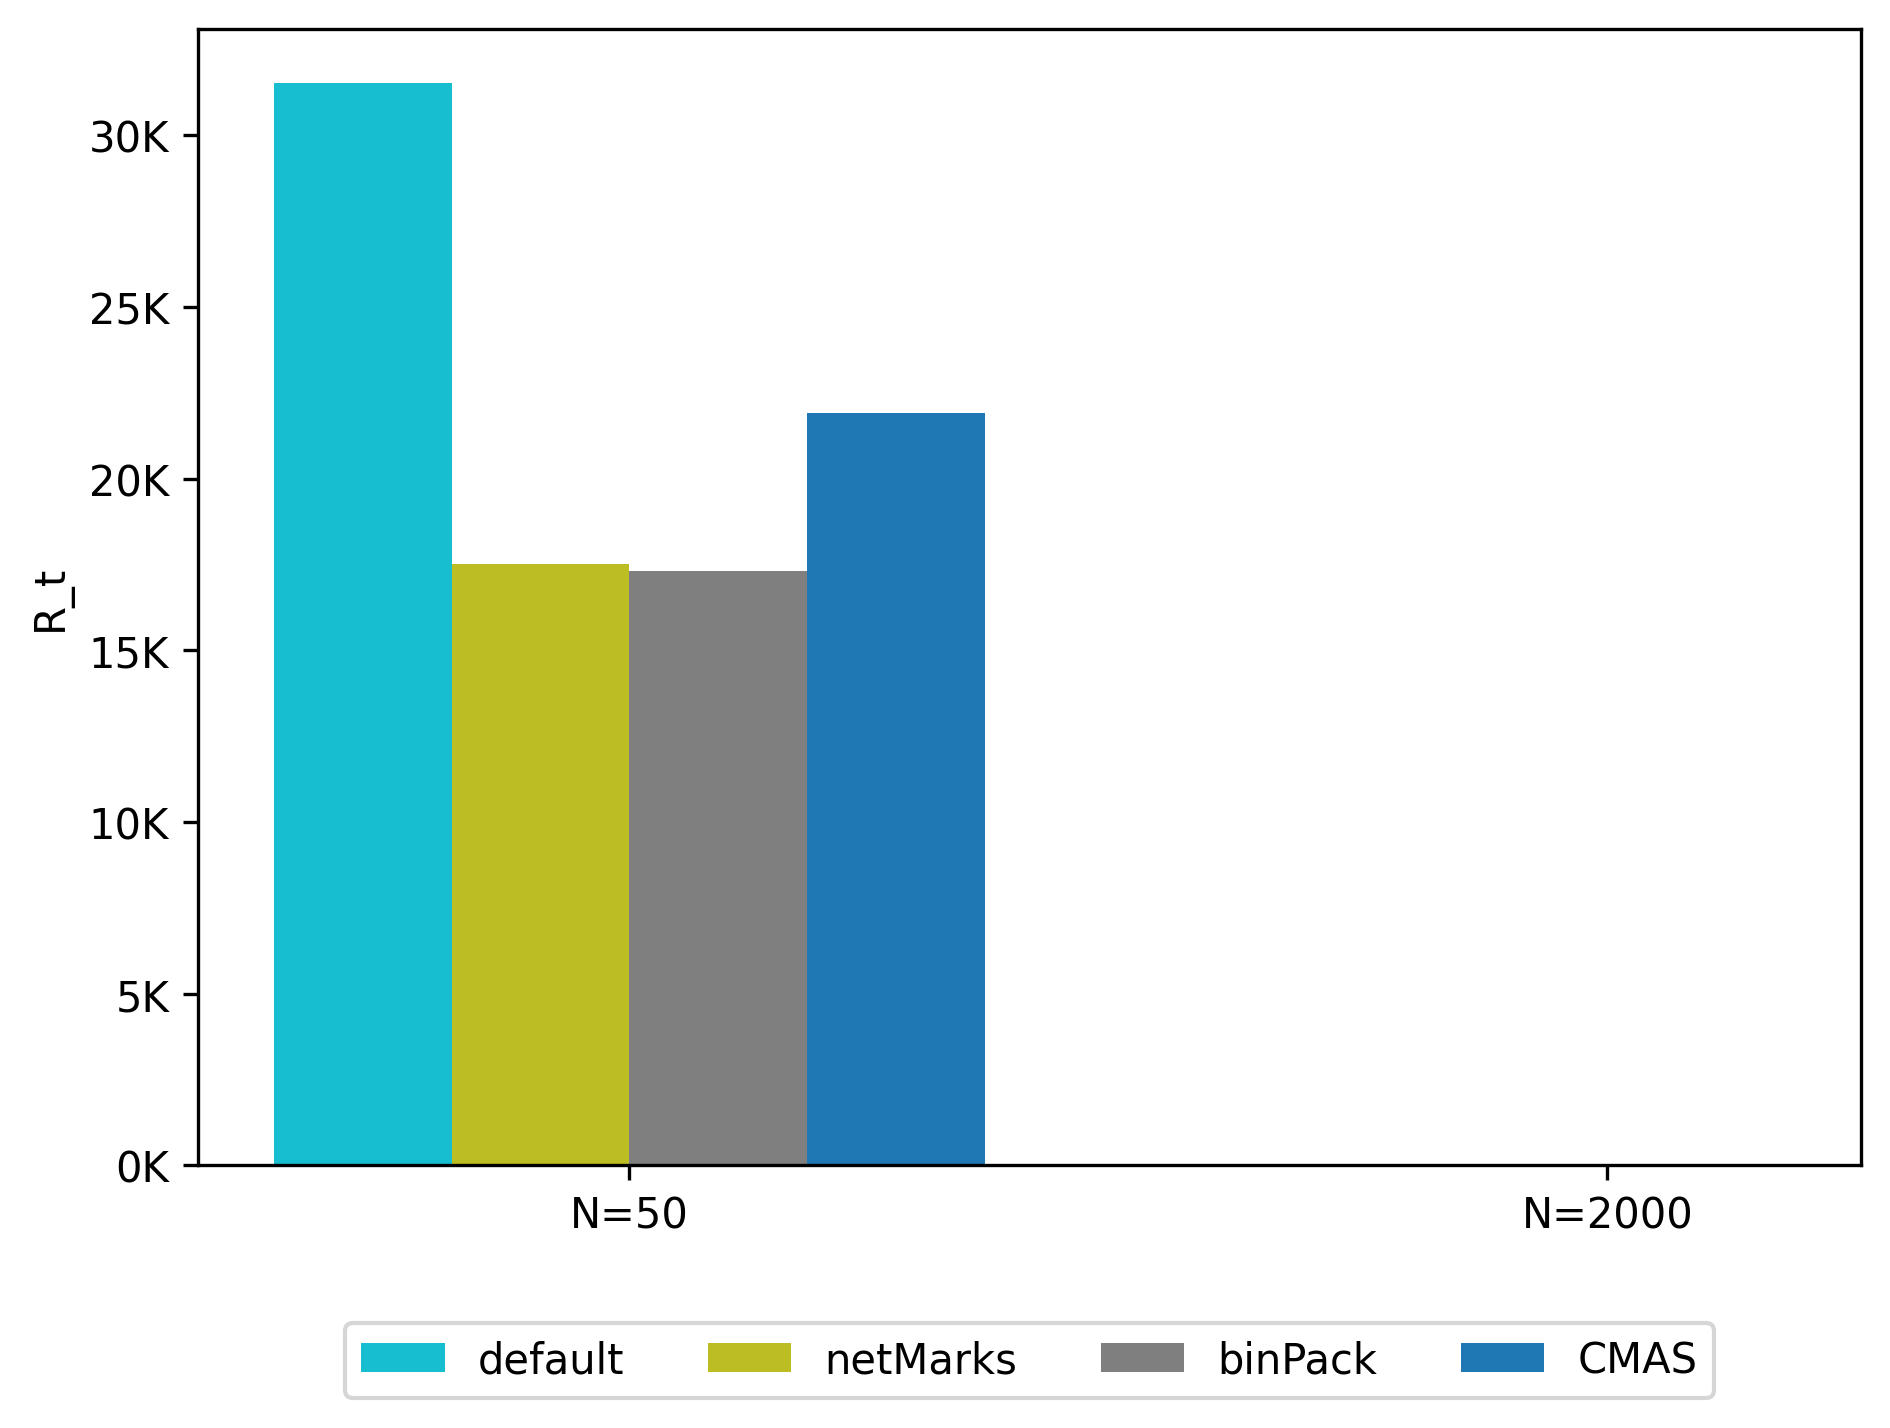 30K
25K
20K
15K
10K
5K
0K
R_t
N=50 N=2000
default netMarks binPack CMAS